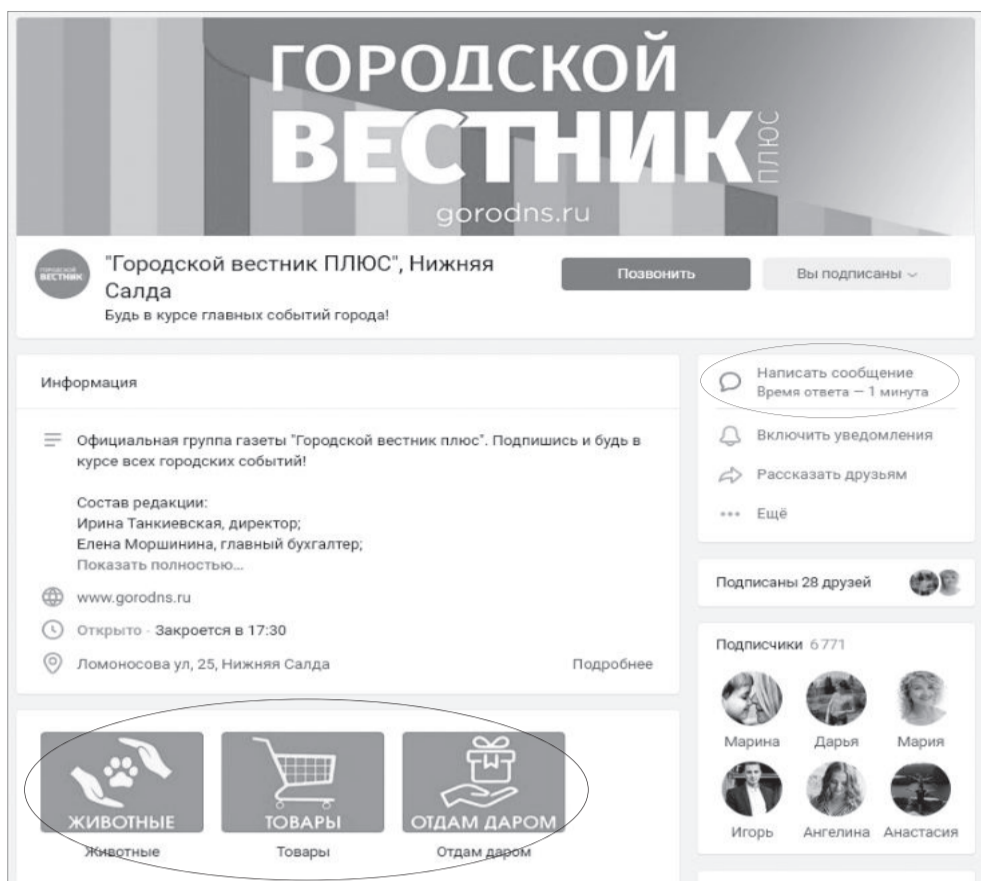 ГОРОДСКОЙ
ВЕСТНИК ПЛЮС
gorodns.ru
ГОРОДСКОЙ
ВЕСТНИК
"Городской вестник ПЛЮС", Нижняя
Салда
Будь в курсе главных событий города!
Позвонить
Вы подписаны
Информация
Официальная группа газеты "Городской вестник плюс". Подпишись и будь в
курсе всех городских событий!
Состав редакции:
Ирина Танкиевская, директор;
Елена Моршинина, главный бухгалтер;
Показать полностью...
www.gorodns.ru
Открыто - Закроется в 17:30
Ломоносова ул, 25, Нижняя Салда
Подробнее
ЖИВОТНЫЕ
ТОВАРЫ
ОТДАМ ДАРОМ
Животные
Товары
Отдам даром
Написать сообщение
Время ответа — 1 минута
Включить уведомления
Рассказать друзьям
Ещё
Подписаны 28 друзей
Подписчики 6 771
Марина
Дарья
Мария
Игорь
Ангелина
Анастасия